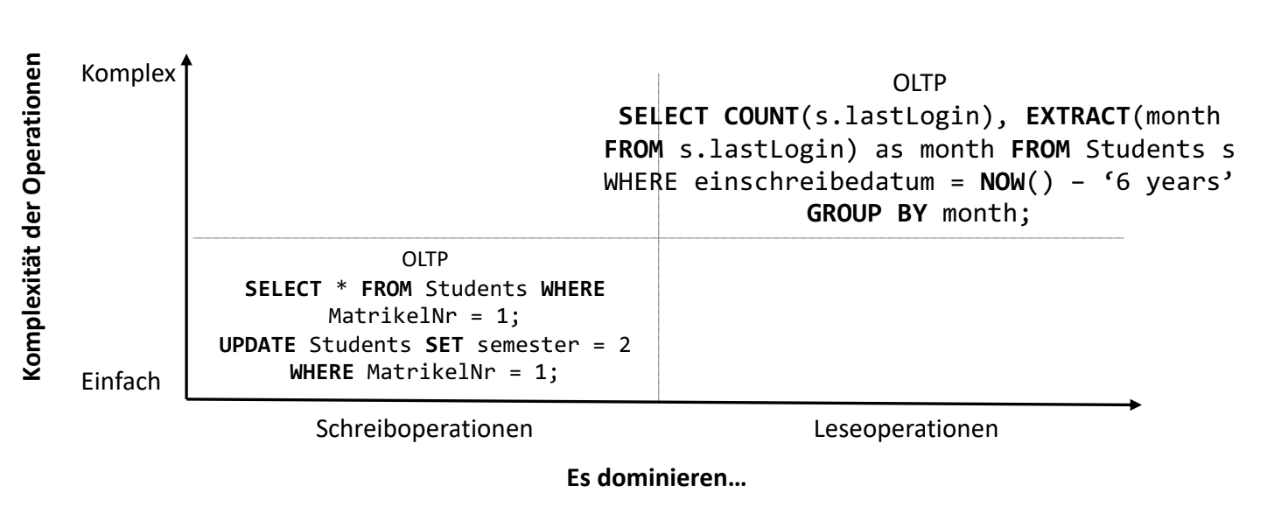 Komplexität der Operationen
Komplex
OLTP
SELECT COUNT(s.lastLogin), EXTRACT(month
FROM s.lastLogin) as month FROM Students s
WHERE einschreibedatum = NOW() – ‘6 years’
GROUP BY month;
OLTP
SELECT * FROM Students WHERE
MatrikelNr = 1;
UPDATE Students SET semester = 2
WHERE MatrikelNr = 1;
Einfach
Schreiboperationen
Leseoperationen
Es dominieren…